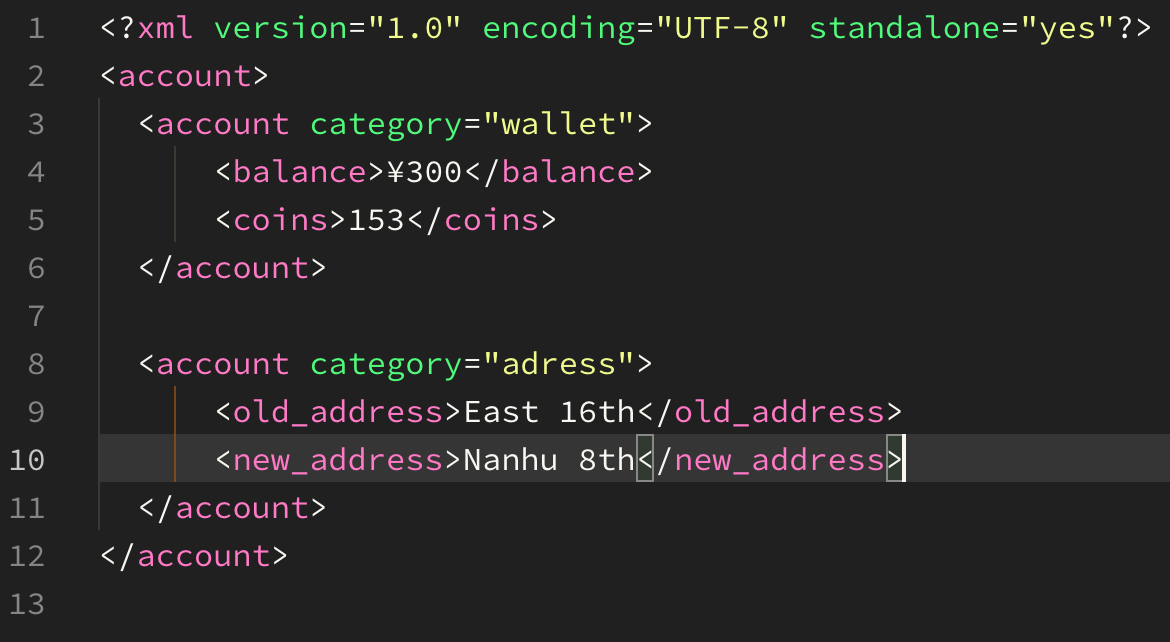 1 <?xml version="1.0" encoding="UTF-8" standalone="yes"?>
2 <account>
3   <account category="wallet">
4       <balance>¥300</balance>
5       <coins>153</coins>
6   </account>
7
8   <account category="adress">
9       <old_address>East 16th</old_address>
10       <new_address>Nanhu 8th</new_address>
11   </account>
12 </account>
13